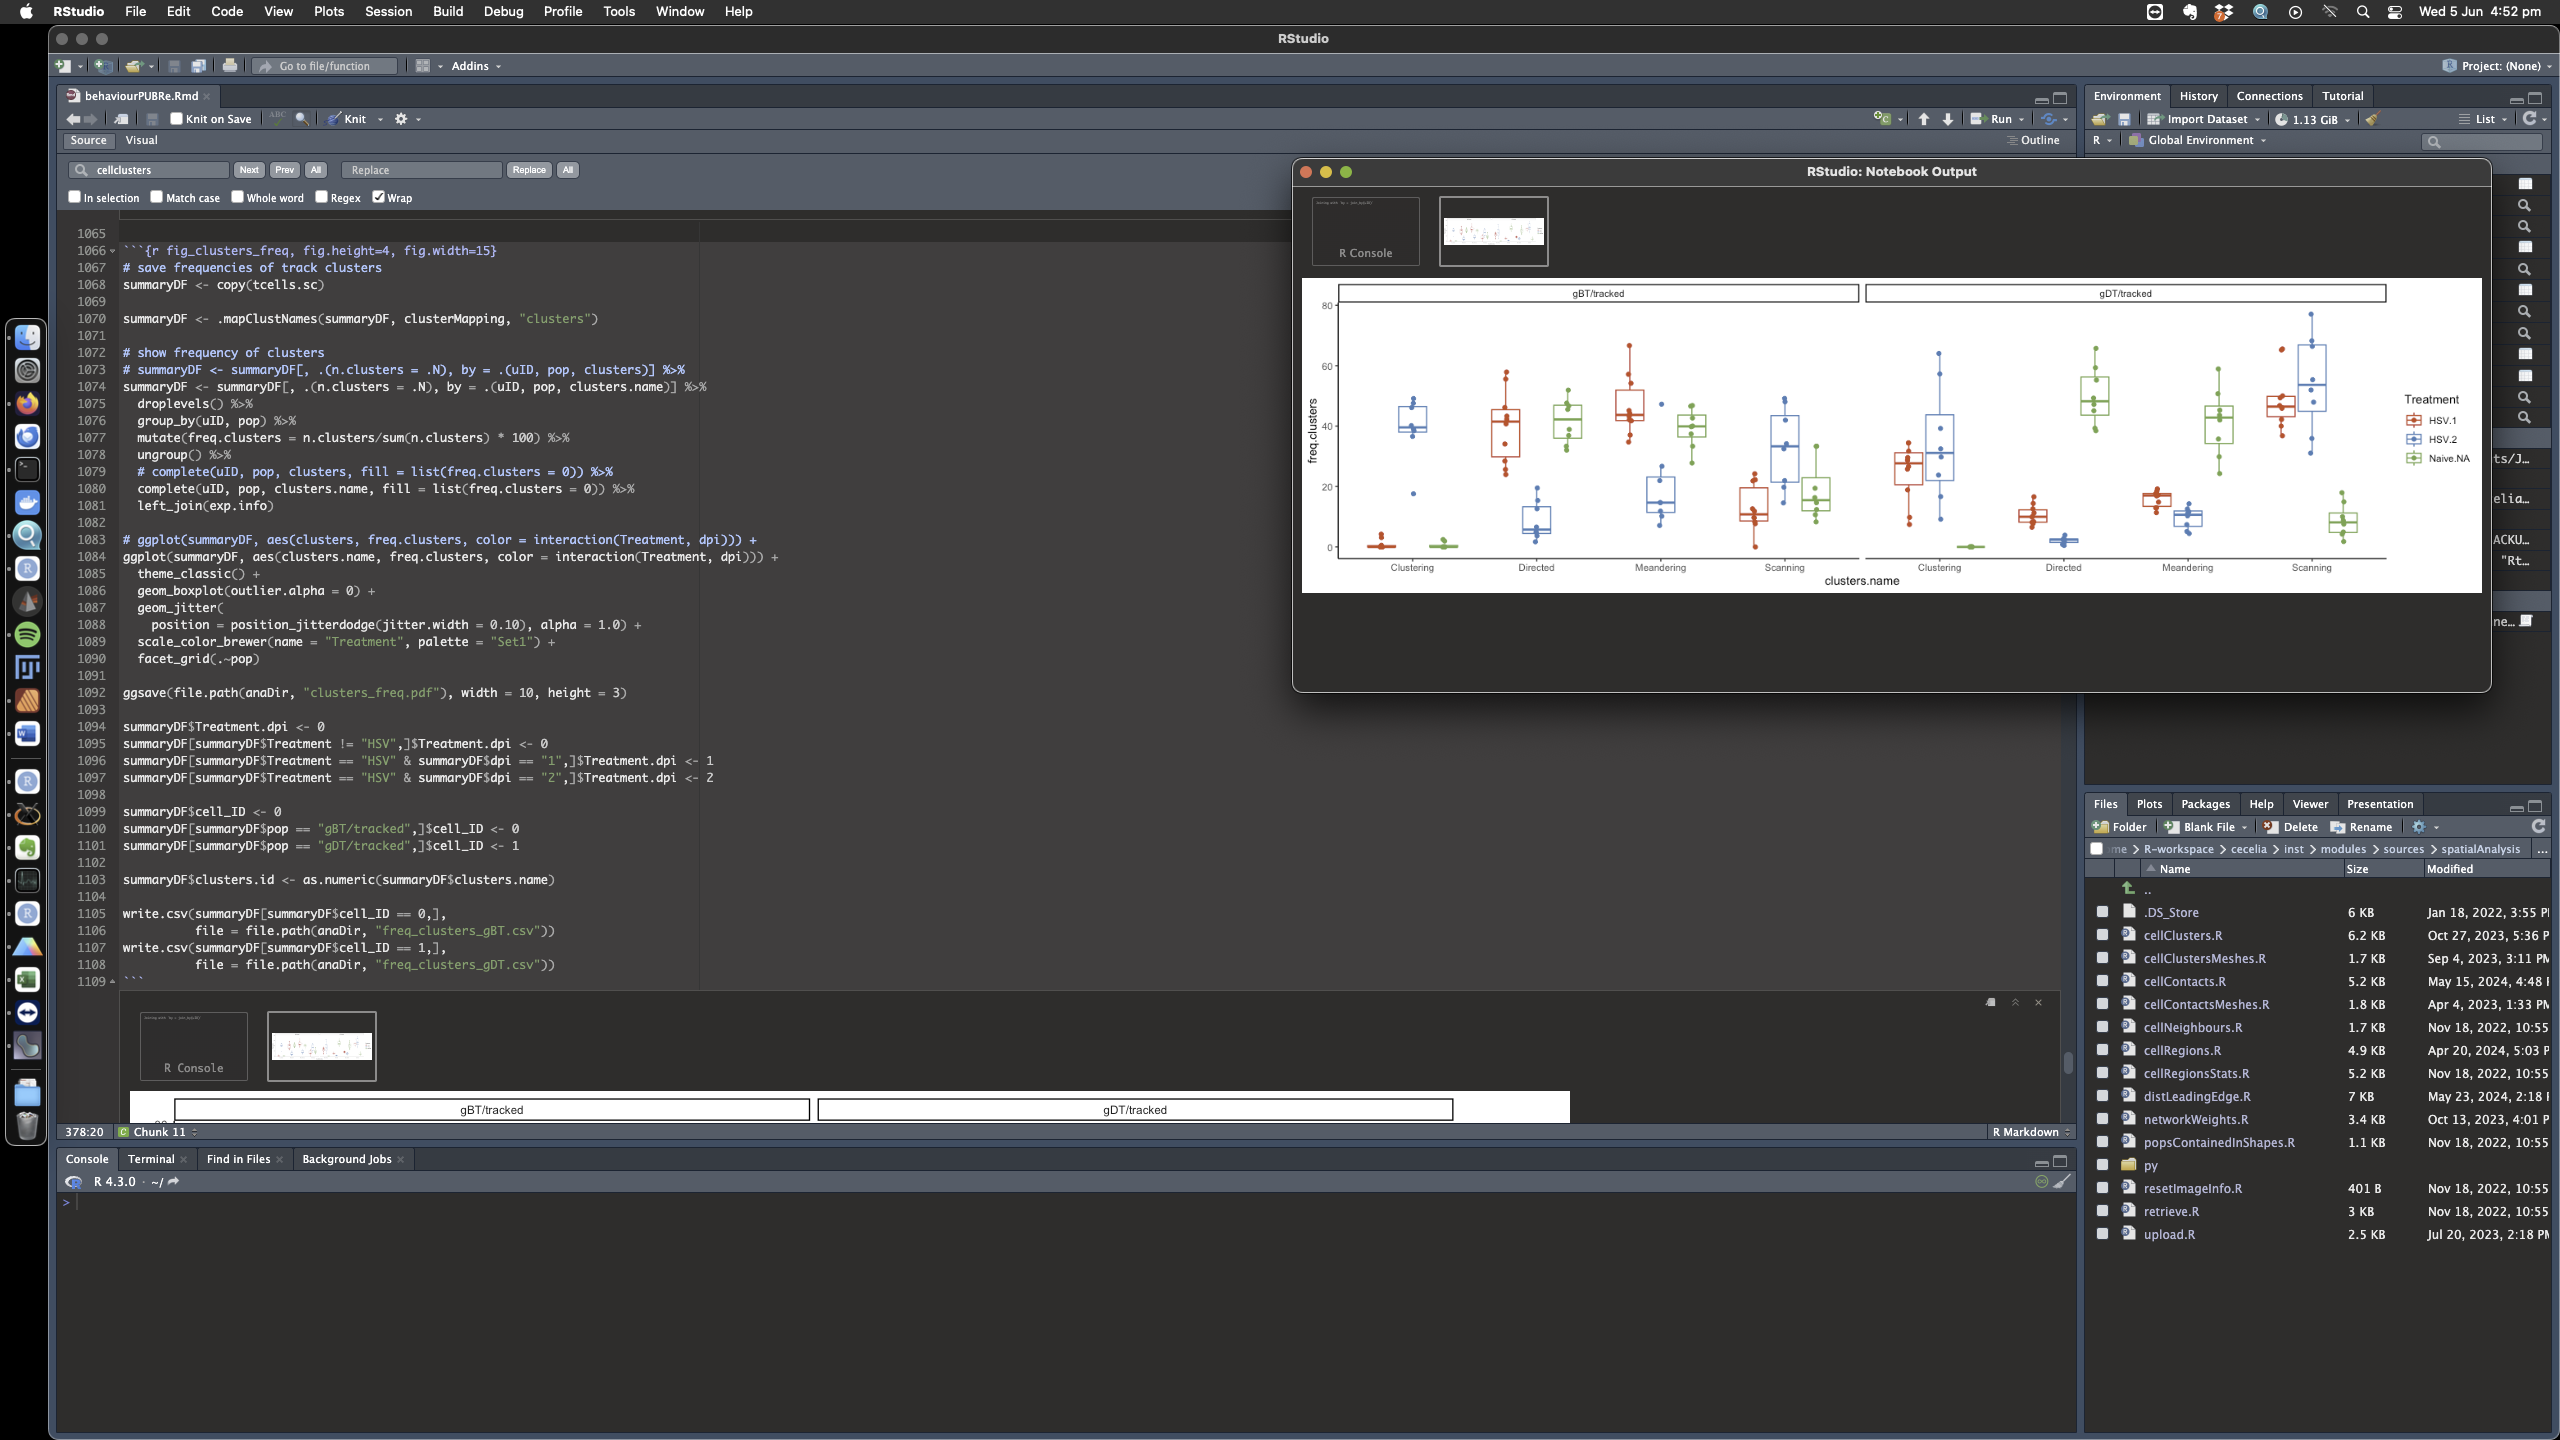 RStudio File Edit Code View Plots Session Build Debug Profile Tools Window Help
Wed 5 Jun 4:52 pm
RStudio
Go to file/function
Addins
Project: (None)
behaviourPUBRe.Rmd
Knit on Save
ABC
Knit
Run
Source Visual
Outline
cellclusters
Next Prev All
Replace
Replace All
In selection Match case Whole word Regex Wrap
1065
1066 ```{r fig_clusters_freq, fig.height=4, fig.width=15}
1067 # save frequencies of track clusters
1068 summaryDF <- copy(tcells.sc)
1069
1070 summaryDF <- .mapClustNames(summaryDF, clusterMapping, "clusters")
1071
1072 # show frequency of clusters
1073 # summaryDF <- summaryDF[, .(n.clusters = .N), by = .(uID, pop, clusters)] %>%
1074 summaryDF <- summaryDF[, .(n.clusters = .N), by = .(uID, pop, clusters.name)] %>%
1075 droplevels() %>%
1076 group_by(uID, pop) %>%
1077 mutate(freq.clusters = n.clusters/sum(n.clusters) * 100) %>%
1078 ungroup() %>%
1079 # complete(uID, pop, clusters, fill = list(freq.clusters = 0)) %>%
1080 complete(uID, pop, clusters.name, fill = list(freq.clusters = 0)) %>%
1081 left_join(exp.info)
1082
1083 # ggplot(summaryDF, aes(clusters, freq.clusters, color = interaction(Treatment, dpi))) +
1084 ggplot(summaryDF, aes(clusters.name, freq.clusters, color = interaction(Treatment, dpi))) +
1085 theme_classic() +
1086 geom_boxplot(outlier.alpha = 0) +
1087 geom_jitter(
1088 position = position_jitterdodge(jitter.width = 0.10), alpha = 1.0) +
1089 scale_color_brewer(name = "Treatment", palette = "Set1") +
1090 facet_grid(.~pop)
1091
1092 ggsave(file.path(anaDir, "clusters_freq.pdf"), width = 10, height = 3)
1093
1094 summaryDF$Treatment.dpi <- 0
1095 summaryDF[summaryDF$Treatment != "HSV",]$Treatment.dpi <- 0
1096 summaryDF[summaryDF$Treatment == "HSV" & summaryDF$dpi == "1",]$Treatment.dpi <- 1
1097 summaryDF[summaryDF$Treatment == "HSV" & summaryDF$dpi == "2",]$Treatment.dpi <- 2
1098
1099 summaryDF$cell_ID <- 0
1100 summaryDF[summaryDF$pop == "gBT/tracked",]$cell_ID <- 0
1101 summaryDF[summaryDF$pop == "gDT/tracked",]$cell_ID <- 1
1102
1103 summaryDF$clusters.id <- as.numeric(summaryDF$clusters.name)
1104
1105 write.csv(summaryDF[summaryDF$cell_ID == 0,],
1106 file = file.path(anaDir, "freq_clusters_gBT.csv"))
1107 write.csv(summaryDF[summaryDF$cell_ID == 1,],
1108 file = file.path(anaDir, "freq_clusters_gDT.csv"))
1109 ```
R Console
gBT/tracked gDT/tracked
378:20 Chunk 11
R Markdown
Console Terminal Find in Files Background Jobs
R 4.3.0 · ~/
>
RStudio: Notebook Output
R Console
gBT/tracked gDT/tracked
80
60
40
20
0
freq.clusters
Clustering Directed Meandering Scanning Clustering Directed Meandering Scanning
clusters.name
Treatment
HSV.1
HSV.2
Naive.NA
Environment History Connections Tutorial
Import Dataset 1.13 GiB List
R Global Environment
ts/J…
elia…
ACKU…
"Rt…
ne…
Files Plots Packages Help Viewer Presentation
Folder Blank File Delete Rename
me > R-workspace > cecelia > inst > modules > sources > spatialAnalysis ...
Name Size Modified
..
.DS_Store 6 KB Jan 18, 2022, 3:55 P
cellClusters.R 6.2 KB Oct 27, 2023, 5:36 P
cellClustersMeshes.R 1.7 KB Sep 4, 2023, 3:11 PM
cellContacts.R 5.2 KB May 15, 2024, 4:48
cellContactsMeshes.R 1.8 KB Apr 4, 2023, 1:33 PM
cellNeighbours.R 1.7 KB Nov 18, 2022, 10:55
cellRegions.R 4.9 KB Apr 20, 2024, 5:03 P
cellRegionsStats.R 5.2 KB Nov 18, 2022, 10:55
distLeadingEdge.R 7 KB May 23, 2024, 2:18
networkWeights.R 3.4 KB Oct 13, 2023, 4:01 P
popsContainedInShapes.R 1.1 KB Nov 18, 2022, 10:55
py
resetImageInfo.R 401 B Nov 18, 2022, 10:55
retrieve.R 3 KB Nov 18, 2022, 10:55
upload.R 2.5 KB Jul 20, 2023, 2:18 PM